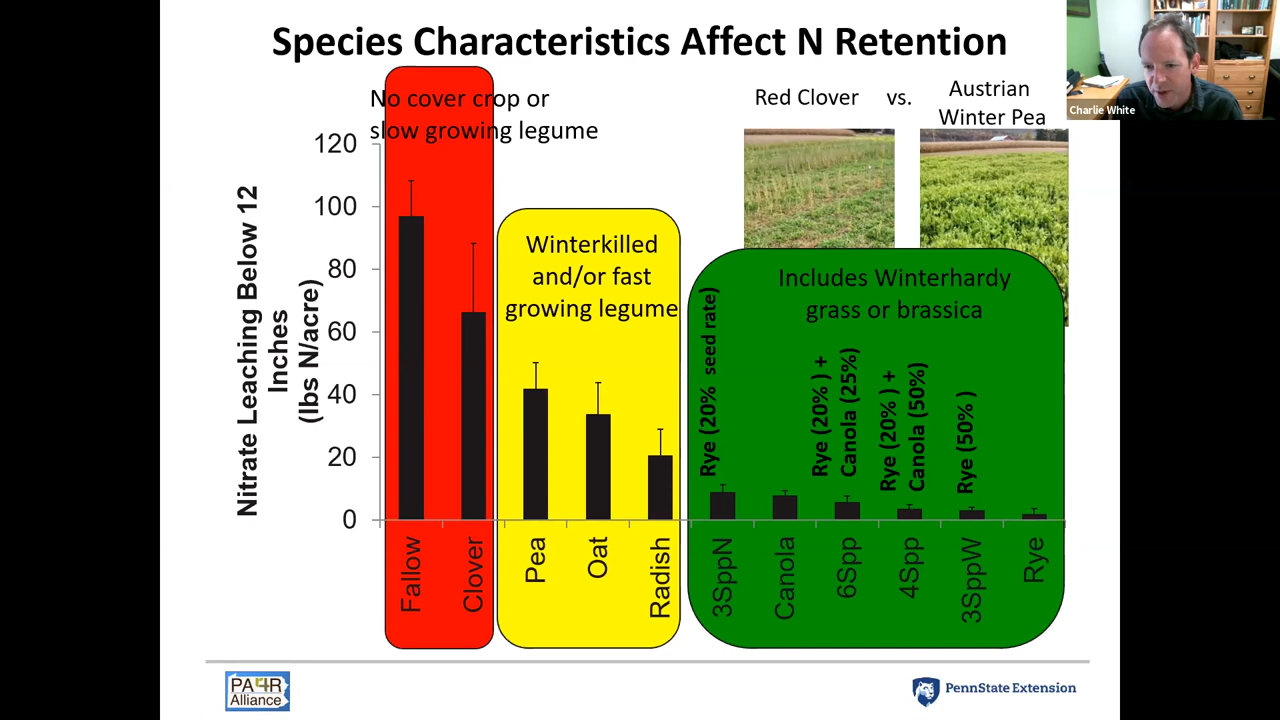 Species Characteristics Affect N Retention
Charlie White
No cover crop or
slow growing legume
Red Clover vs.
Austrian
Winter Pea
Nitrate Leaching Below 12
Inches
(lbs N/acre)
120
100
80
60
40
20
0
Winterkilled
and/or fast
growing legume
Includes Winterhardy
grass or brassica
Rye (20% seed rate)
Rye (20% ) +
Canola (25%)
Rye (20% ) +
Canola (50%)
Rye (50% )
Fallow
Clover
Pea
Oat
Radish
3SppN
Canola
6Spp
4Spp
3SppW
Rye
PA4R
Alliance
PennState Extension